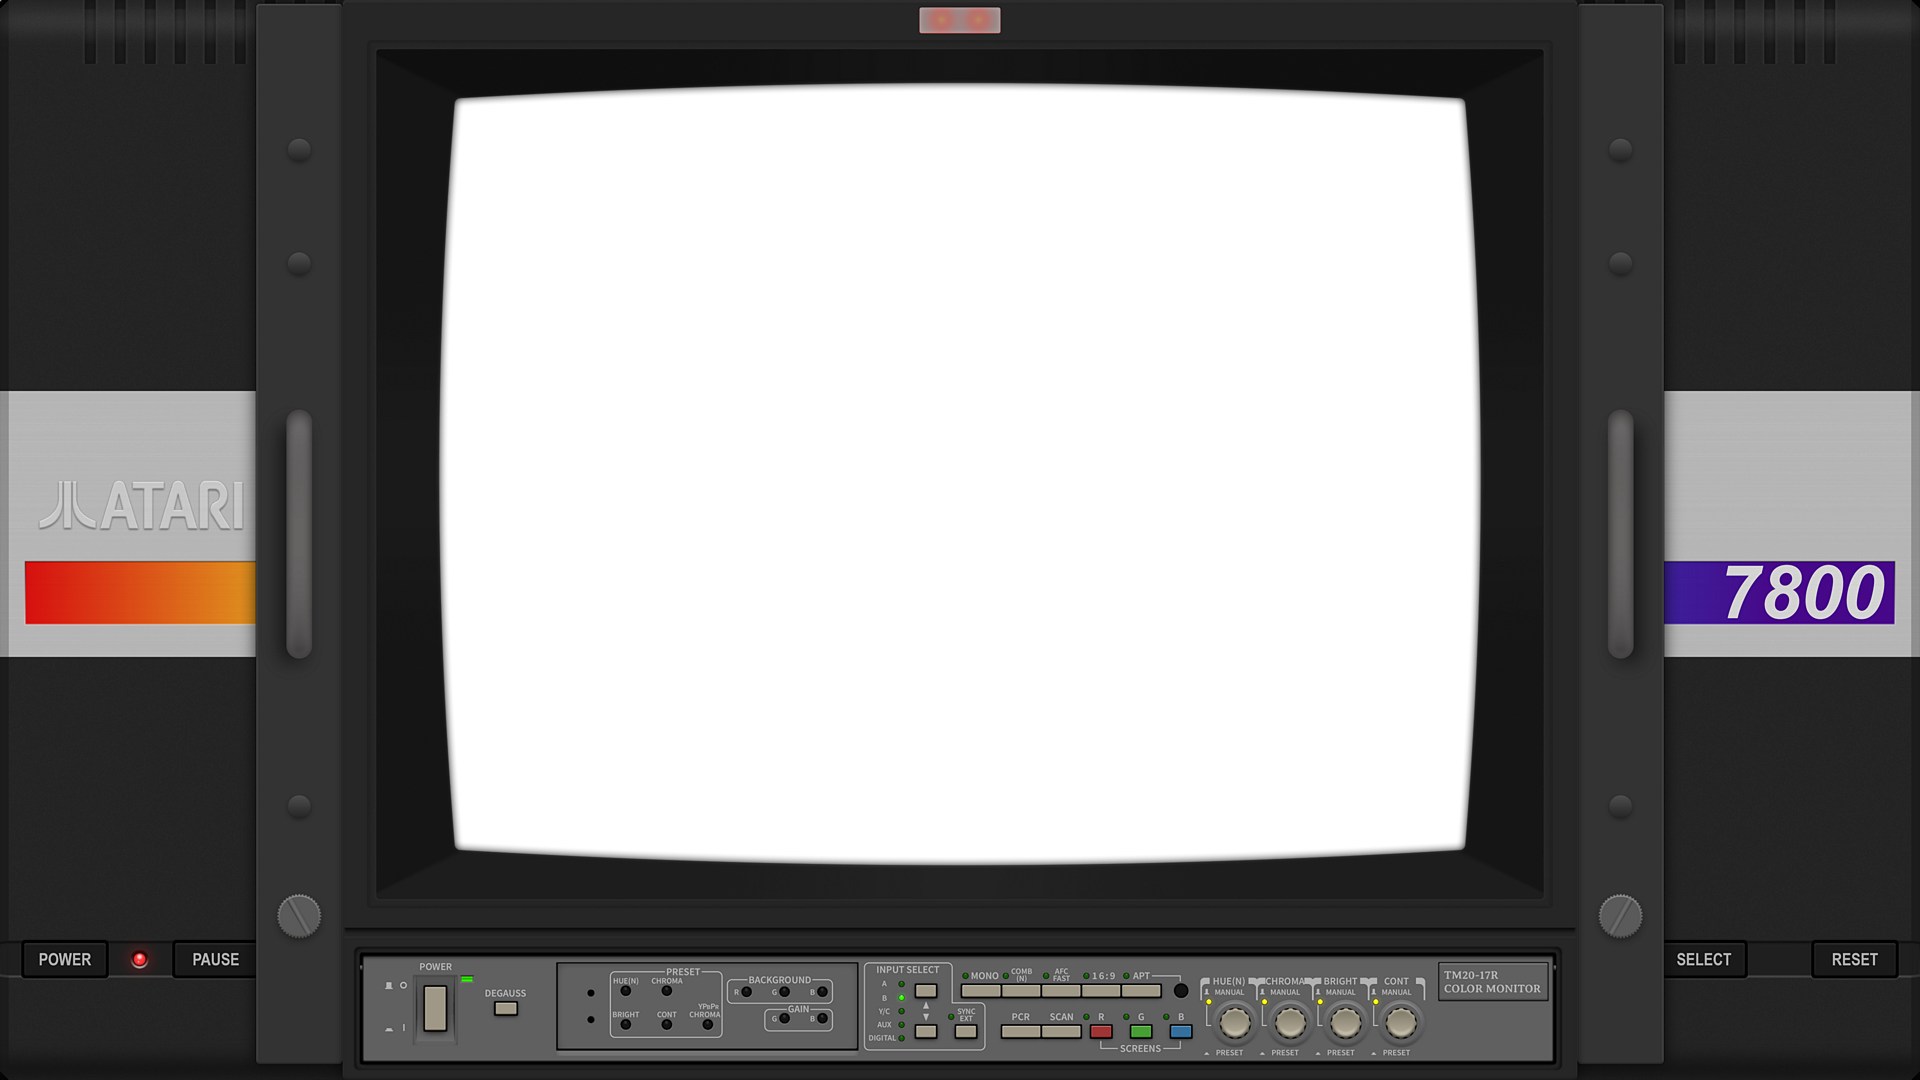 ATARI
7800
POWER
PAUSE
SELECT
RESET
POWER
O
I
DEGAUSS
PRESET
HUE(N)
CHROMA
BRIGHT
CONT
YPBPR
CHROMA
BACKGROUND
R
G
B
GAIN
G
B
INPUT SELECT
A
B
Y/C
AUX
DIGITAL
SYNC
EXT
MONO
COMB
(N)
AFC
FAST
16:9
APT
PCR
SCAN
R
G
B
SCREENS
HUE(N)
CHROMA
BRIGHT
CONT
MANUAL
MANUAL
MANUAL
MANUAL
PRESET
PRESET
PRESET
PRESET
TM20-17R
COLOR MONITOR